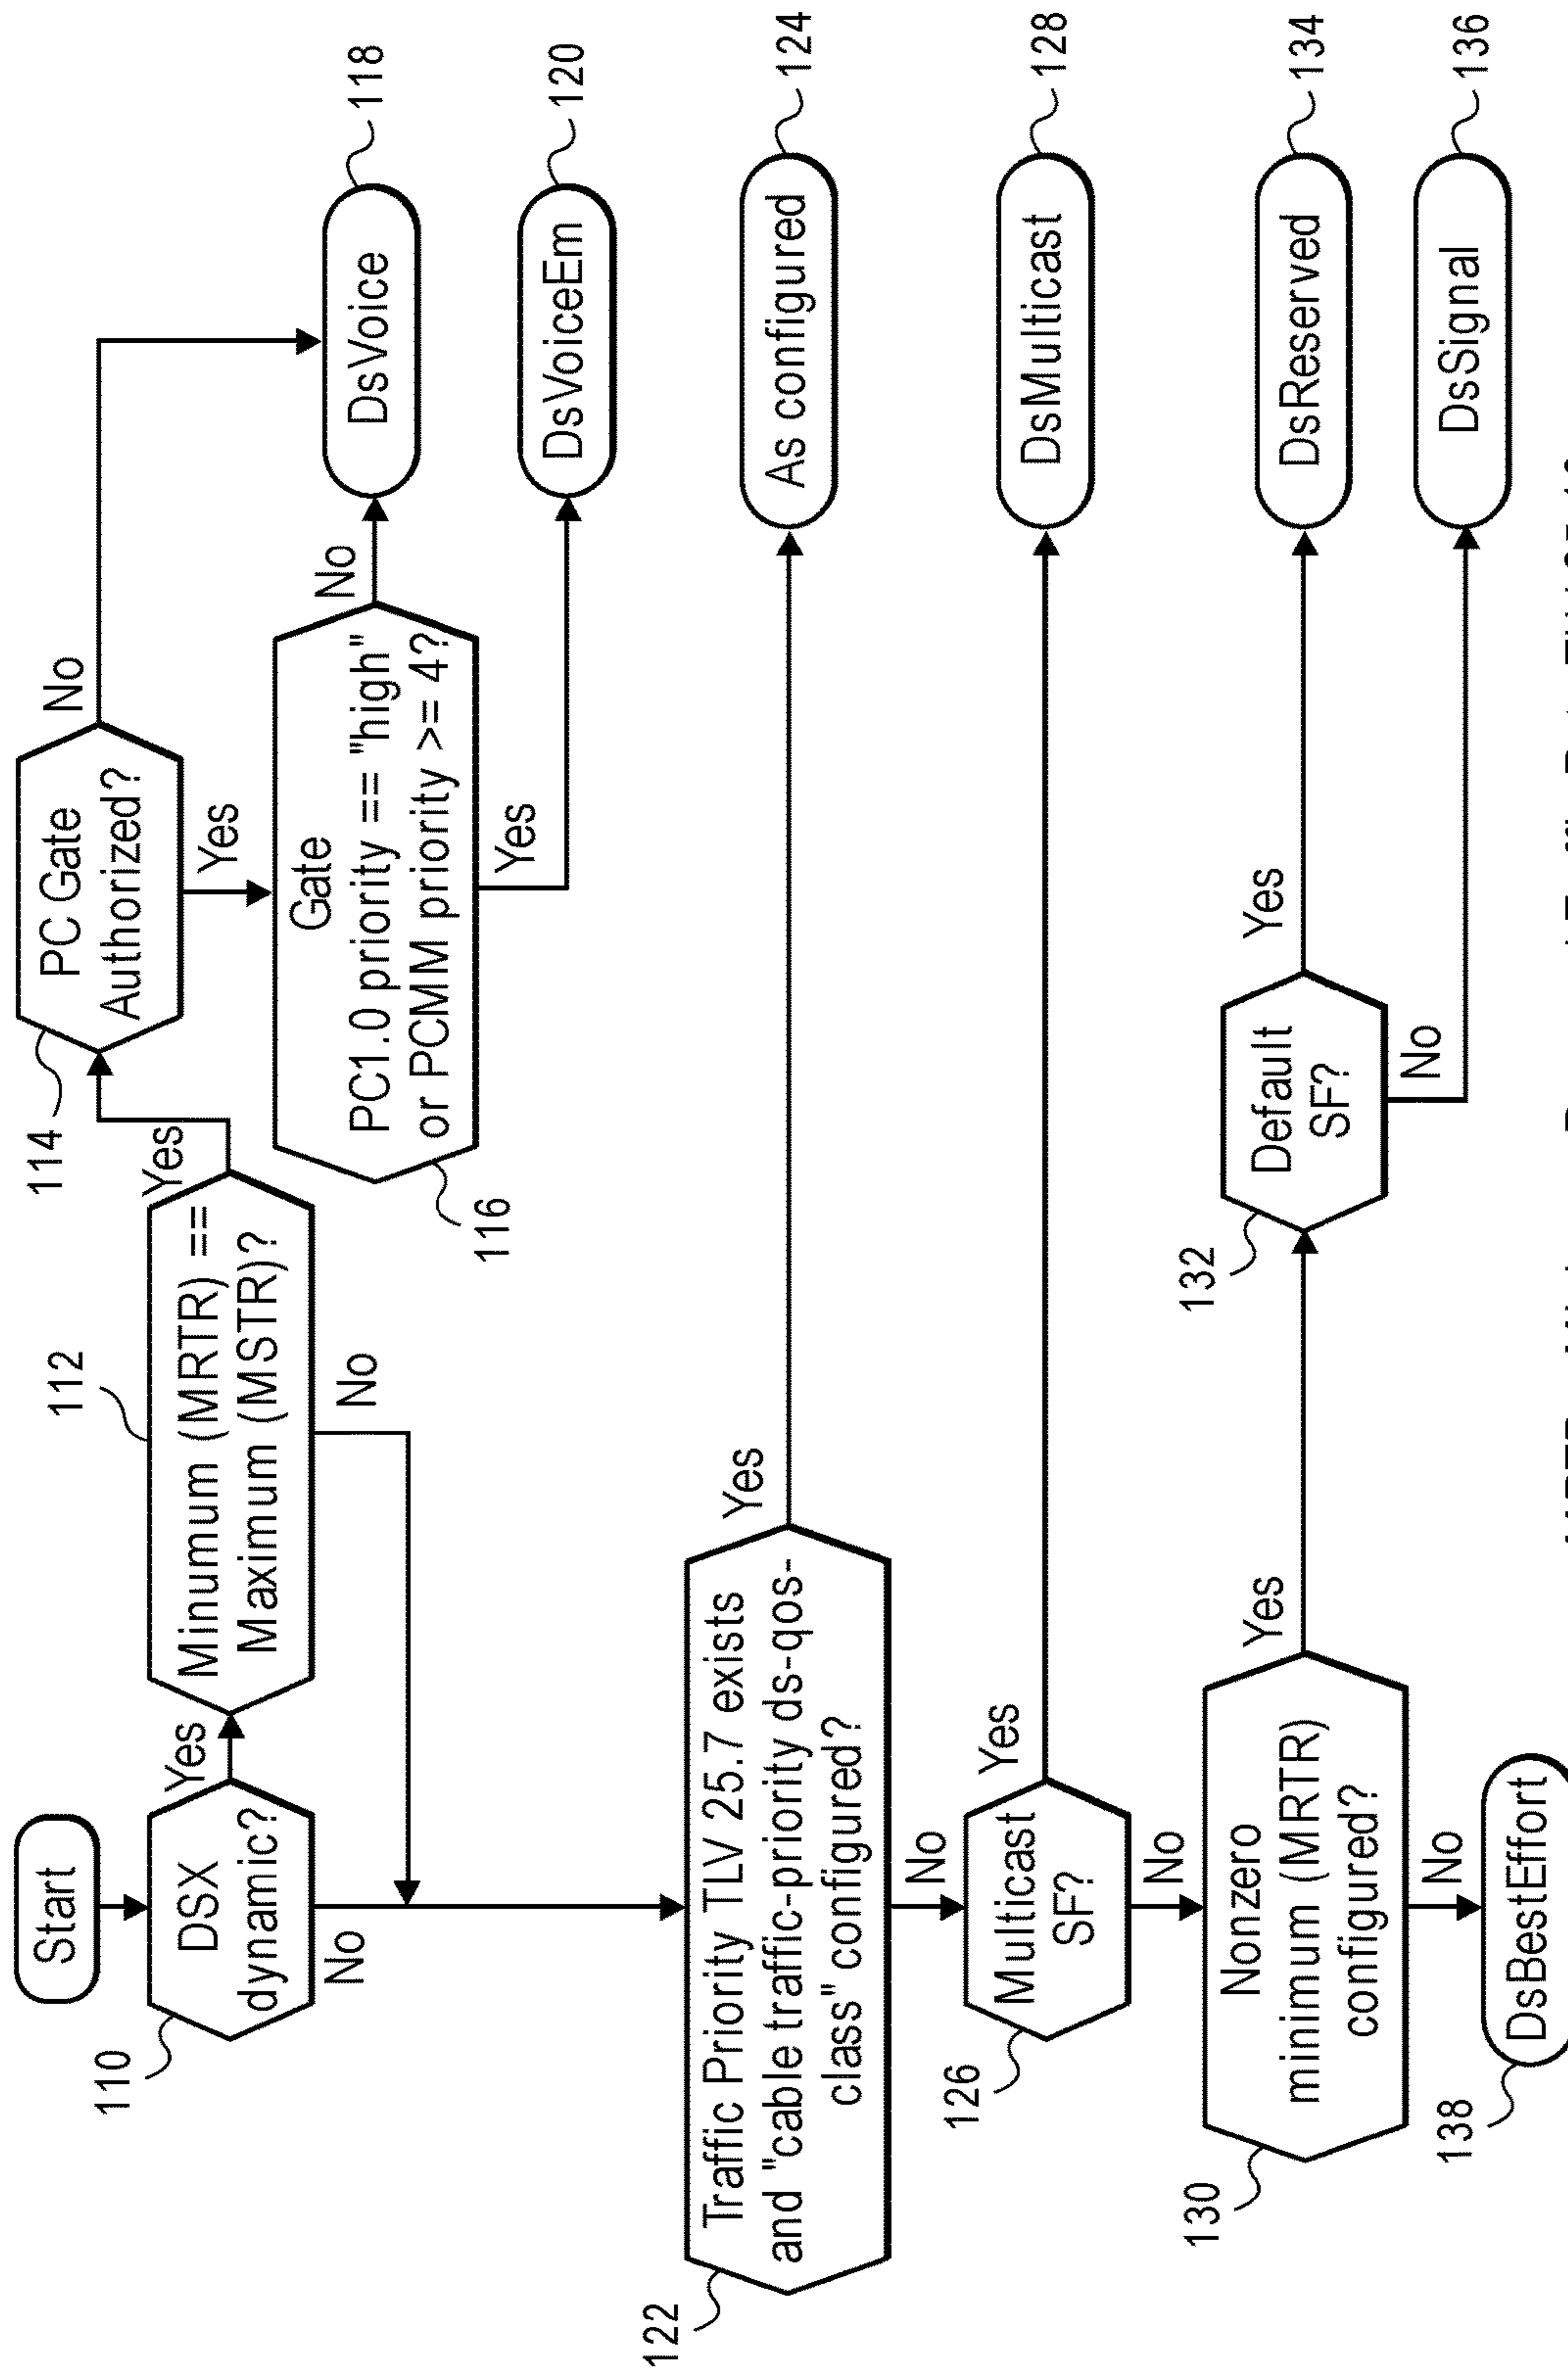 Start
110
DSX
dynamic?
Yes
No
112
Minumum (MRTR) ==
Maximum (MSTR)?
Yes
No
114
PC Gate
Authorized?
No
Yes
116
Gate
PC1.0 priority == "high"
or PCMM priority >= 4?
No
Yes
DsVoice
118
DsVoiceEm
120
122
Traffic Priority TLV 25.7 exists
and "cable traffic-priority ds-qos-
class" configured?
Yes
No
As configured
124
126
Multicast
SF?
Yes
No
DsMulticast
128
130
Nonzero
minimum (MRTR)
configured?
Yes
No
132
Default
SF?
Yes
No
DsReserved
134
DsSignal
136
DsBestEffort
138